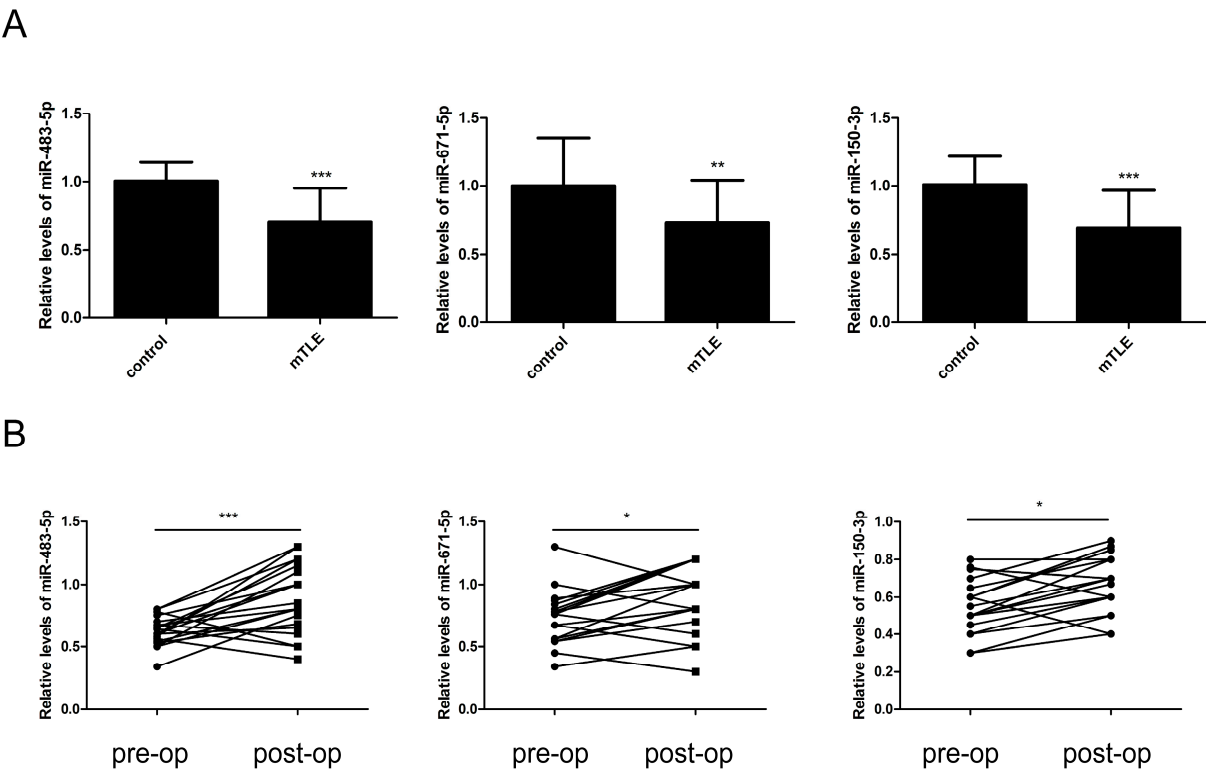 A
Relative levels of miR-483-5p
1.5
1.0
0.5
0.0
***
control
mTLE
Relative levels of miR-671-5p
1.5
1.0
0.5
0.0
**
control
mTLE
Relative levels of miR-150-3p
1.5
1.0
0.5
0.0
***
control
mTLE
B
Relative levels of miR-483-5p
1.5
1.0
0.5
0.0
***
pre-op
post-op
Relative levels of miR-671-5p
1.5
1.0
0.5
0.0
*
pre-op
post-op
Relative levels of miR-150-3p
1.0
0.8
0.6
0.4
0.2
0.0
*
pre-op
post-op